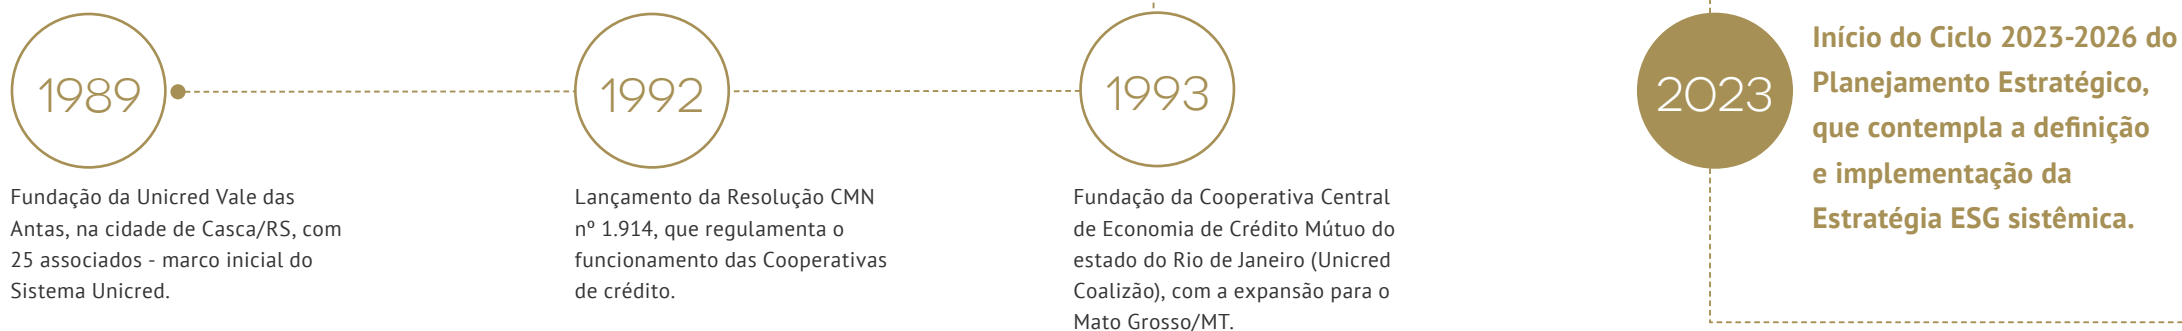 1989
Fundação da Unicred Vale das
Antas, na cidade de Casca/RS, com
25 associados - marco inicial do
Sistema Unicred.
1992
Lançamento da Resolução CMN
nº 1.914, que regulamenta o
funcionamento das Cooperativas
de crédito.
1993
Fundação da Cooperativa Central
de Economia de Crédito Mútuo do
estado do Rio de Janeiro (Unicred
Coalizão), com a expansão para o
Mato Grosso/MT.
2023
Início do Ciclo 2023-2026 do
Planejamento Estratégico,
que contempla a definição
e implementação da
Estratégia ESG sistêmica.